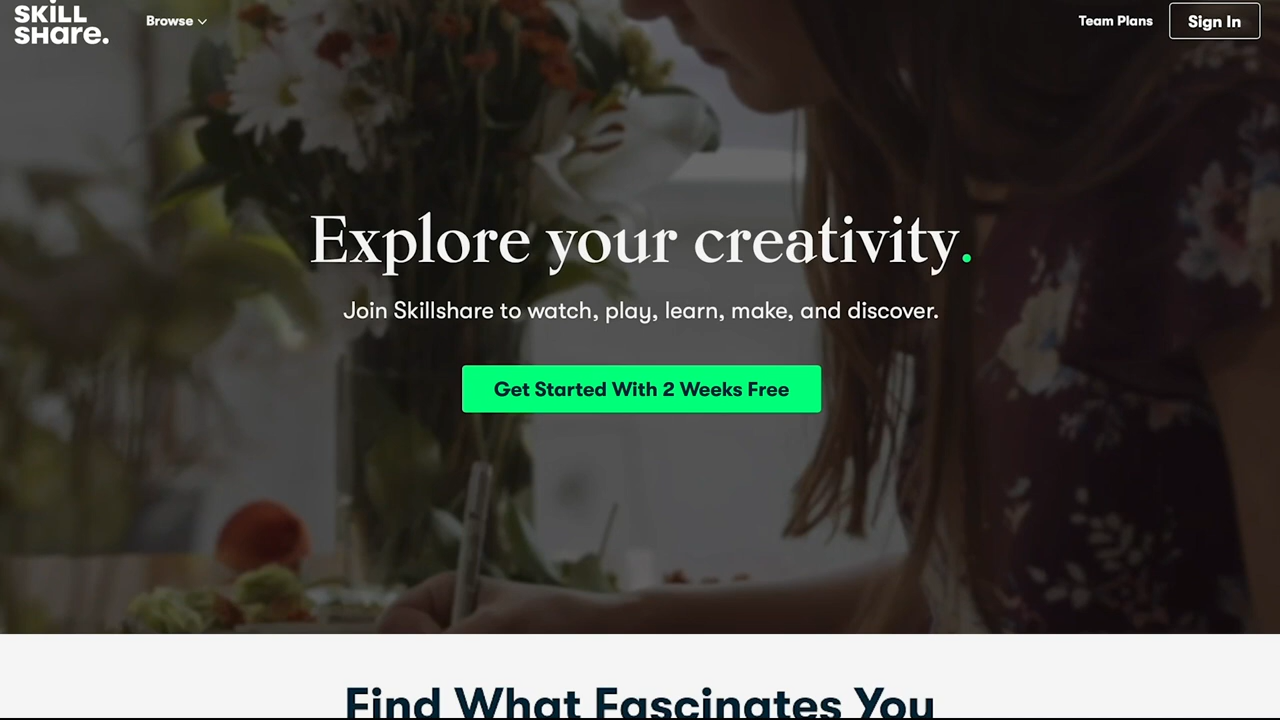 SKiLL
SHare.
Browse
Team Plans
Sign In
Explore your creativity.
Join Skillshare to watch, play, learn, make, and discover.
Get Started With 2 Weeks Free
Find What Fascinates You